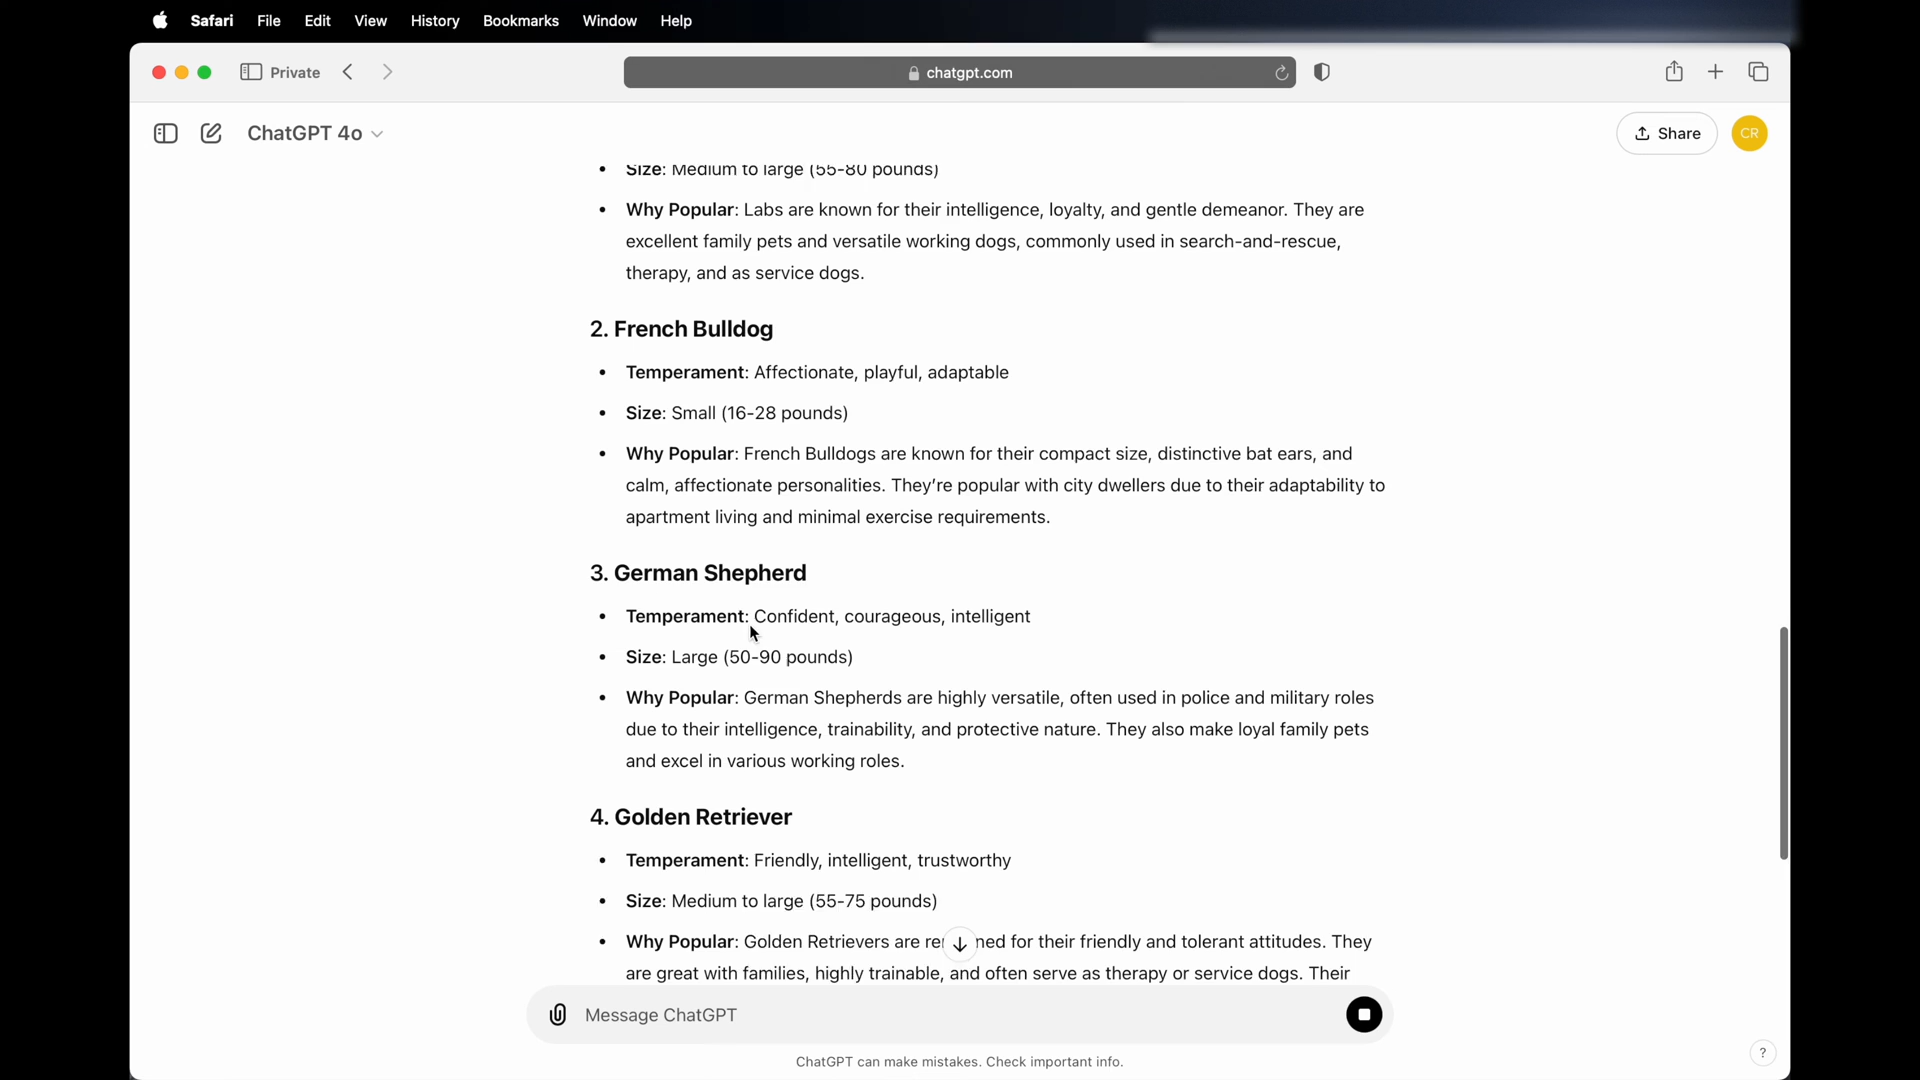 Safari File Edit View History Bookmarks Window Help
Private
chatgpt.com
ChatGPT 4o
Share
CR
Size: Medium to large (55-80 pounds)
Why Popular: Labs are known for their intelligence, loyalty, and gentle demeanor. They are
excellent family pets and versatile working dogs, commonly used in search-and-rescue,
therapy, and as service dogs.
2. French Bulldog
Temperament: Affectionate, playful, adaptable
Size: Small (16-28 pounds)
Why Popular: French Bulldogs are known for their compact size, distinctive bat ears, and
calm, affectionate personalities. They’re popular with city dwellers due to their adaptability to
apartment living and minimal exercise requirements.
3. German Shepherd
Temperament: Confident, courageous, intelligent
Size: Large (50-90 pounds)
Why Popular: German Shepherds are highly versatile, often used in police and military roles
due to their intelligence, trainability, and protective nature. They also make loyal family pets
and excel in various working roles.
4. Golden Retriever
Temperament: Friendly, intelligent, trustworthy
Size: Medium to large (55-75 pounds)
Why Popular: Golden Retrievers are for their friendly and tolerant attitudes. They
are great with families, highly trainable, and often serve as therapy or service dogs. Their
Message ChatGPT
ChatGPT can make mistakes. Check important info.
?